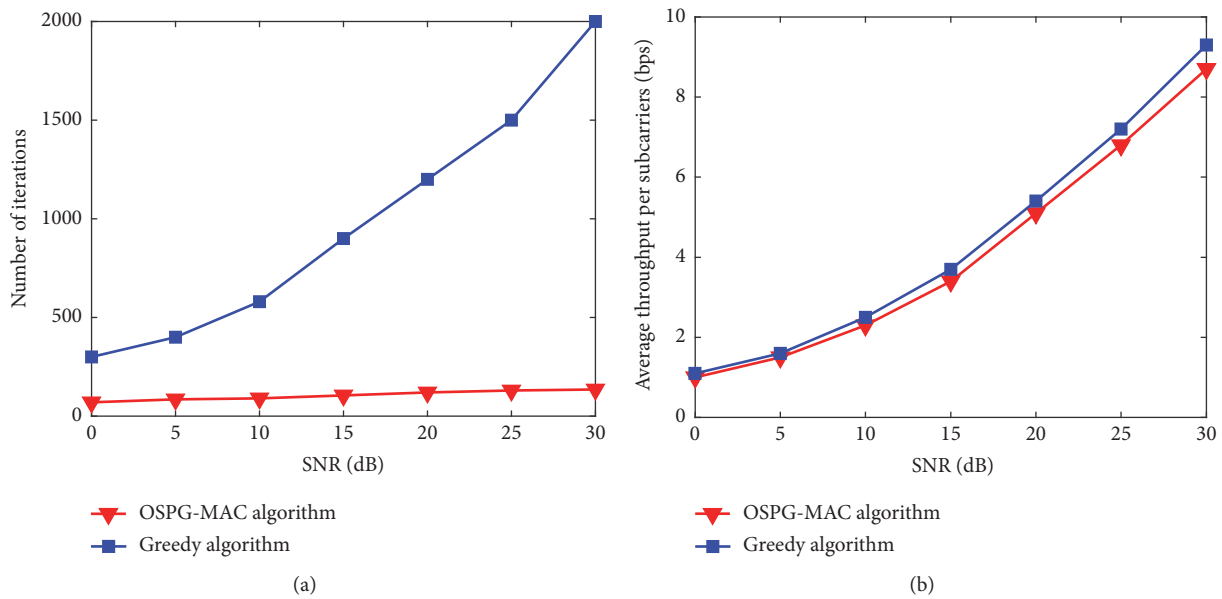 2000
1500
1000
500
0
Number of iterations
0 5 10 15 20 25 30
SNR (dB)
OSPG-MAC algorithm
Greedy algorithm
(a)
10
8
6
4
2
0
Average throughput per subcarriers (bps)
0 5 10 15 20 25 30
SNR (dB)
OSPG-MAC algorithm
Greedy algorithm
(b)